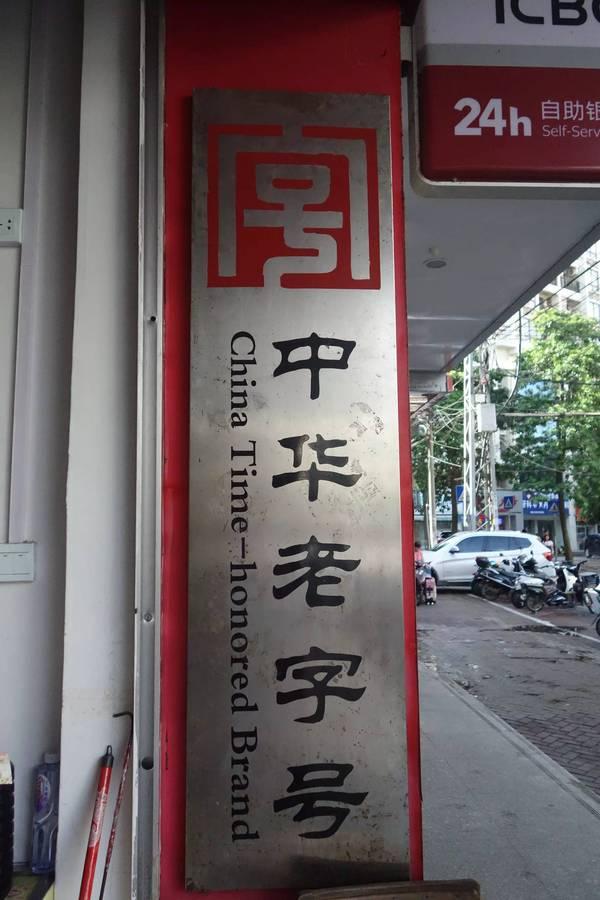 中华老字号
China Time-honored Brand
ICBC
24h 自助银
Self-Serv